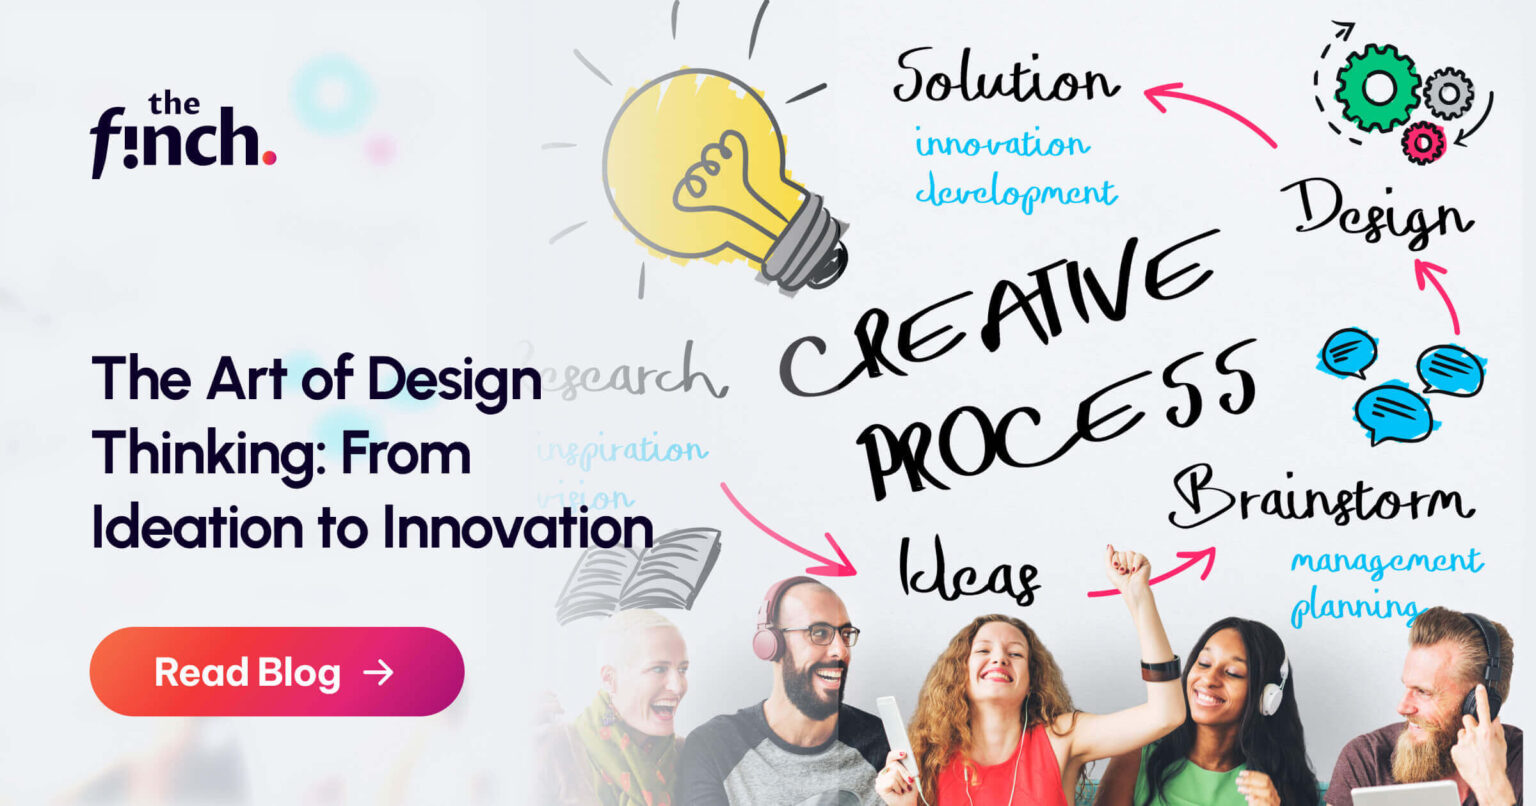 the
finch.
The Art of Design
Thinking: From
Ideation to Innovation
Read Blog
Solution
innovation
development
Design
CREATIVE
PROCESS
Research
inspiration
vision
Ideas
Brainstorm
management
planning